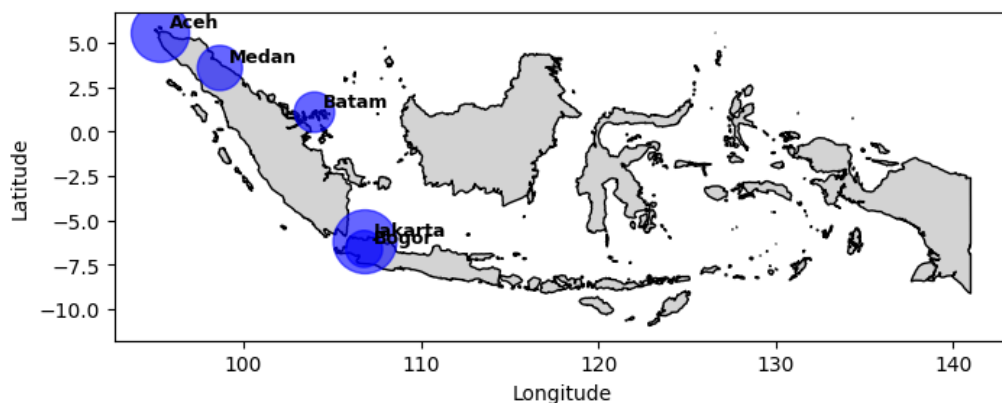 Aceh
Medan
Batam
Jakarta
Bogor
5.0
2.5
0.0
−2.5
−5.0
−7.5
−10.0
Latitude
100 110 120 130 140
Longitude